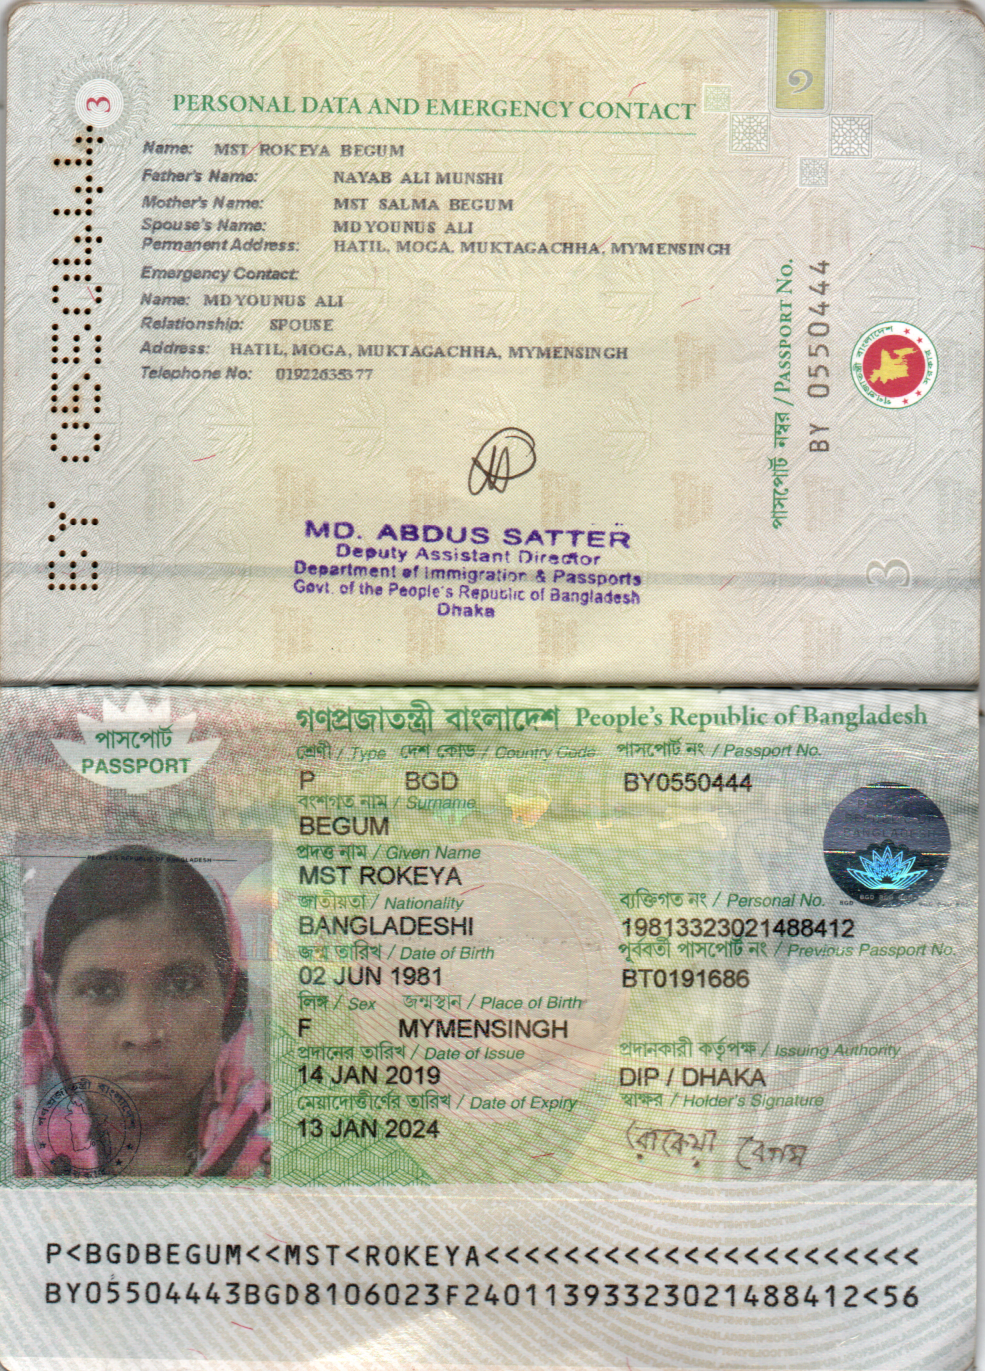 3
PERSONAL DATA AND EMERGENCY CONTACT
Name: MST ROKEYA BEGUM
Father's Name: NAYAB ALI MUNSHI
Mother's Name: MST SALMA BEGUM
Spouse's Name: MD YOUNUS ALI
Permanent Address: HATIL, MOGA, MUKTAGACHHA, MYMENSINGH
Emergency Contact:
Name: MD YOUNUS ALI
Relationship: SPOUSE
Address: HATIL, MOGA, MUKTAGACHHA, MYMENSINGH
Telephone No: 01922635377
MD. ABDUS SATTER
Deputy Assistant Director
Department of Immigration & Passports
Govt. of the People's Republic of Bangladesh
Dhaka
BY 0550444
পাসপোর্ট নম্বর / PASSPORT No.
BY 0550444
3
পাসপোর্ট
PASSPORT
গণপ্রজাতন্ত্রী বাংলাদেশ People's Republic of Bangladesh
শ্রেণী / Type দেশ কোড / Country Code পাসপোর্ট নং / Passport No.
P BGD BY0550444
বংশগত নাম / Surname
BEGUM
প্রদত্ত নাম / Given Name
MST ROKEYA
জাতীয়তা / Nationality ব্যক্তিগত নং / Personal No.
BANGLADESHI 19813323021488412
জন্ম তারিখ / Date of Birth পূর্ববর্তী পাসপোর্ট নং / Previous Passport No.
02 JUN 1981 BT0191686
লিঙ্গ / Sex জন্মস্থান / Place of Birth
F MYMENSINGH
প্রদানের তারিখ / Date of Issue প্রদানকারী কর্তৃপক্ষ / Issuing Authority
14 JAN 2019 DIP / DHAKA
মেয়াদোত্তীর্ণের তারিখ / Date of Expiry স্বাক্ষর / Holder's Signature
13 JAN 2024 রোকেয়া বেগম
P<BGDBEGUM<<MST<ROKEYA<<<<<<<<<<<<<<<<<<<<<<
BY05504443BGD8106023F2401139332302148841​2<56